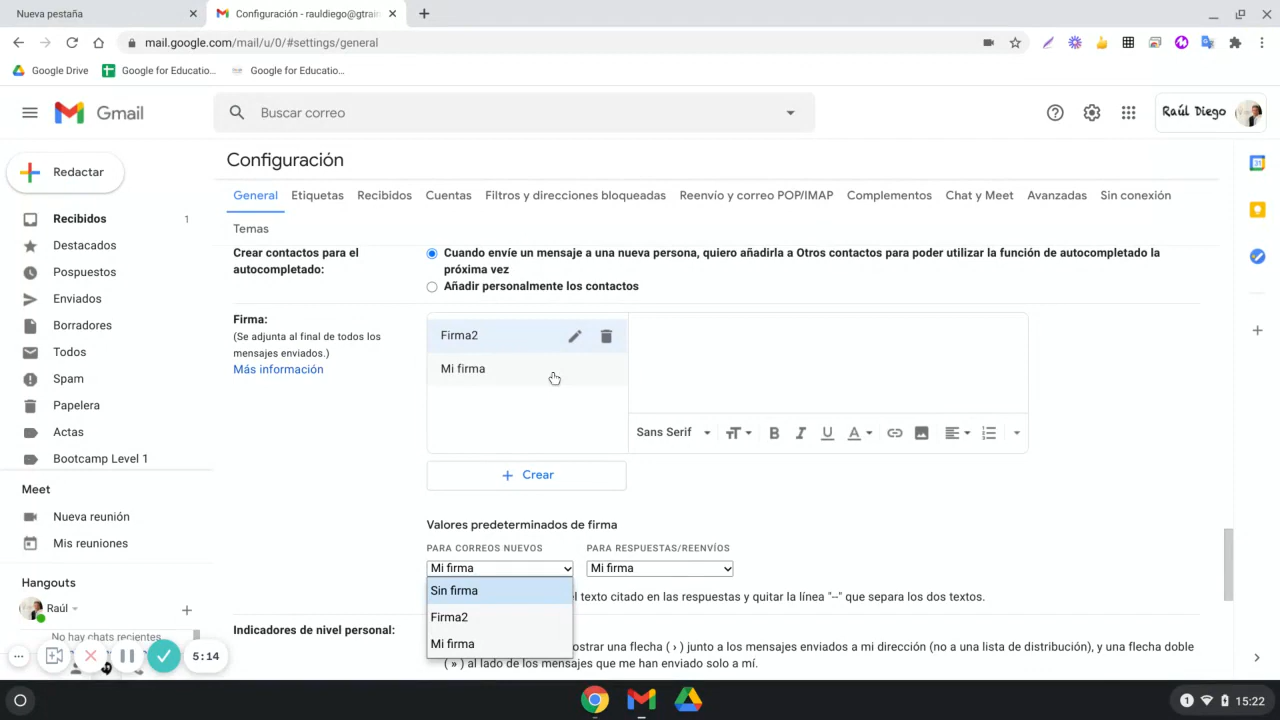 Nueva pestaña
Configuración - rauldiego@gtrai
mail.google.com/mail/u/0/#settings/general
Google Drive
Google for Educatio...
Google for Educatio...
Gmail
Buscar correo
Raúl Diego
Redactar
Configuración
General
Etiquetas
Recibidos
Cuentas
Filtros y direcciones bloqueadas
Reenvío y correo POP/IMAP
Complementos
Chat y Meet
Avanzadas
Sin conexión
Temas
Recibidos 1
Destacados
Pospuestos
Enviados
Borradores
Todos
Spam
Papelera
Actas
Bootcamp Level 1
Meet
Nueva reunión
Mis reuniones
Hangouts
Raúl
No hay chats recientes
5:14
Crear contactos para el
autocompletado:
Cuando envíe un mensaje a una nueva persona, quiero añadirla a Otros contactos para poder utilizar la función de autocompletado la
próxima vez
Añadir personalmente los contactos
Firma:
(Se adjunta al final de todos los
mensajes enviados.)
Más información
Firma2
Mi firma
Sans Serif
B I U A
Crear
Valores predeterminados de firma
PARA CORREOS NUEVOS
PARA RESPUESTAS/REENVÍOS
Mi firma
Mi firma
Sin firma
Firma2
Mi firma
l texto citado en las respuestas y quitar la línea "--" que separa los dos textos.
Indicadores de nivel personal:
ostrar una flecha ( › ) junto a los mensajes enviados a mi dirección (no a una lista de distribución), y una flecha doble
( » ) al lado de los mensajes que me han enviado solo a mí.
1
15:22